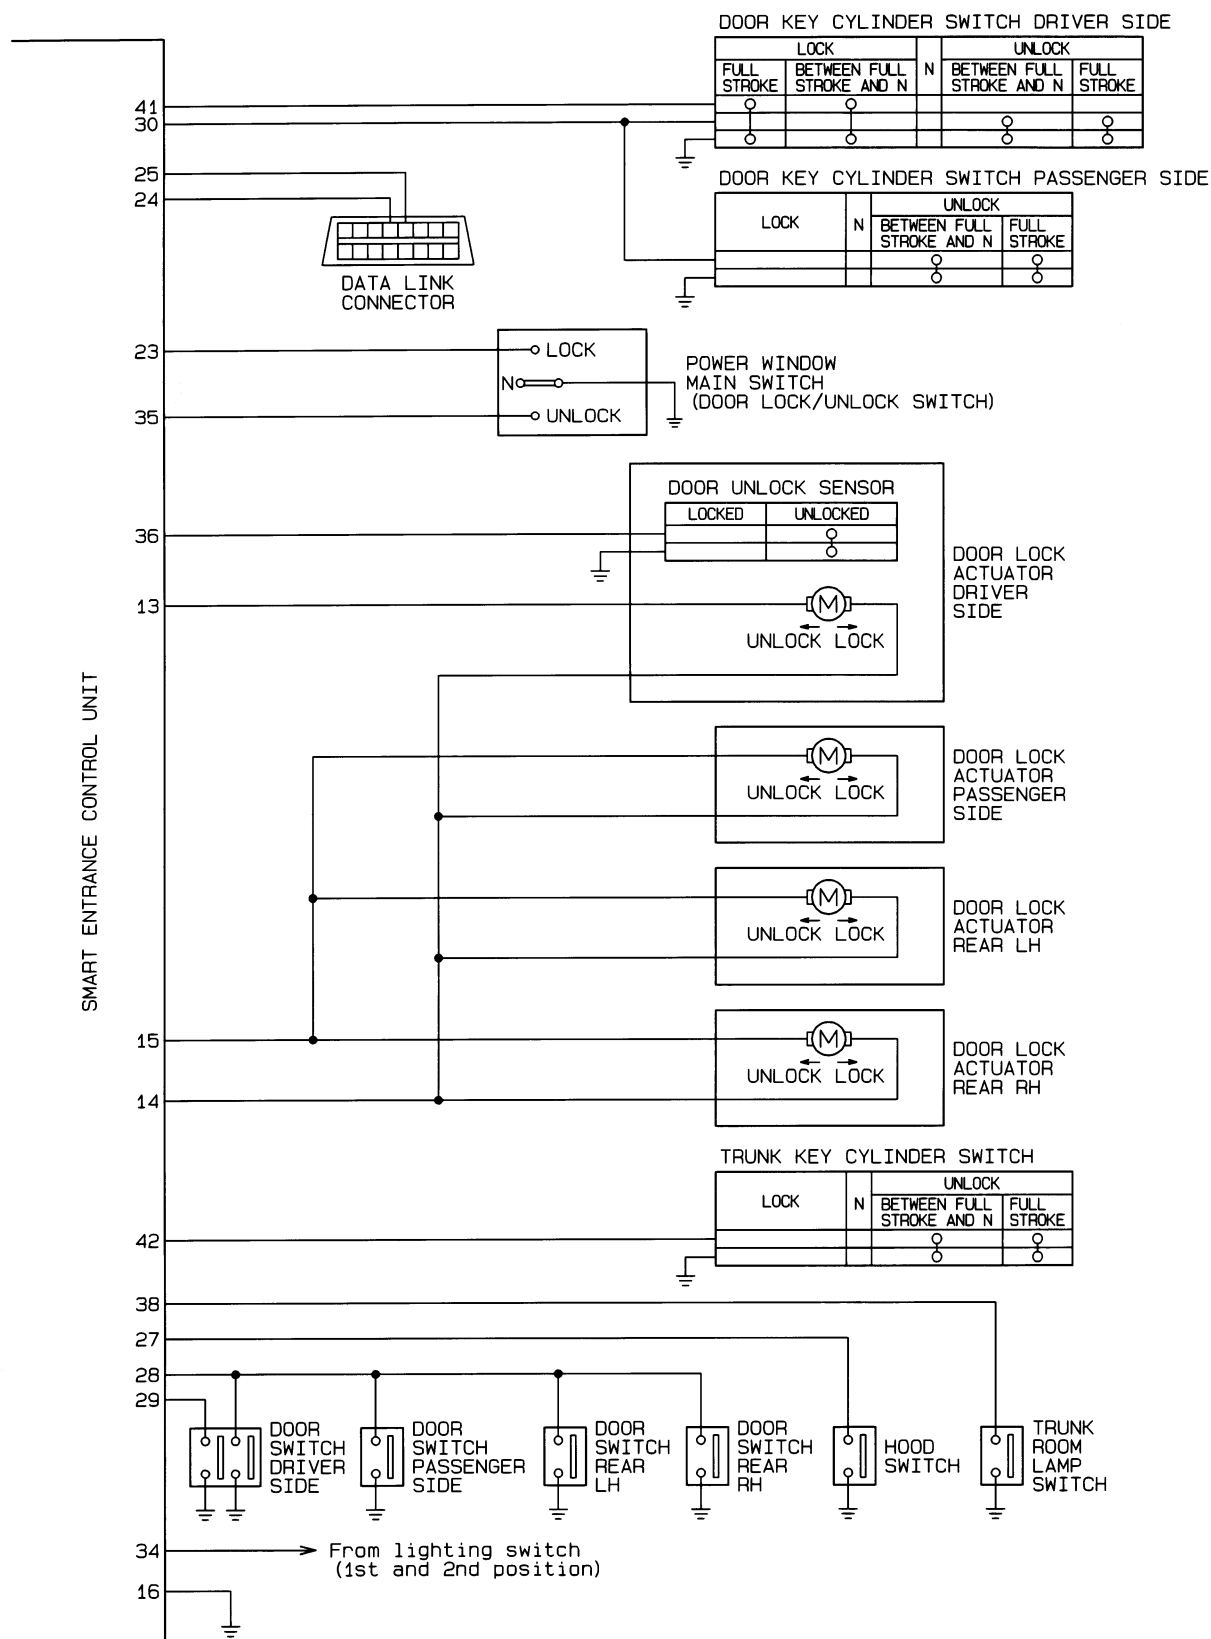 DOOR KEY CYLINDER SWITCH DRIVER SIDE
LOCK
N
UNLOCK
FULL
STROKE
BETWEEN FULL
STROKE AND N
BETWEEN FULL
STROKE AND N
FULL
STROKE
41
30
25
24
DATA LINK
CONNECTOR
DOOR KEY CYLINDER SWITCH PASSENGER SIDE
LOCK
N
UNLOCK
BETWEEN FULL
STROKE AND N
FULL
STROKE
23
LOCK
N
35
UNLOCK
POWER WINDOW
MAIN SWITCH
(DOOR LOCK/UNLOCK SWITCH)
DOOR UNLOCK SENSOR
LOCKED
UNLOCKED
36
13
M
UNLOCK LOCK
DOOR LOCK
ACTUATOR
DRIVER
SIDE
SMART ENTRANCE CONTROL UNIT
M
UNLOCK LOCK
DOOR LOCK
ACTUATOR
PASSENGER
SIDE
M
UNLOCK LOCK
DOOR LOCK
ACTUATOR
REAR LH
15
14
M
UNLOCK LOCK
DOOR LOCK
ACTUATOR
REAR RH
TRUNK KEY CYLINDER SWITCH
LOCK
N
UNLOCK
BETWEEN FULL
STROKE AND N
FULL
STROKE
42
38
27
28
29
DOOR
SWITCH
DRIVER
SIDE
DOOR
SWITCH
PASSENGER
SIDE
DOOR
SWITCH
REAR
LH
DOOR
SWITCH
REAR
RH
HOOD
SWITCH
TRUNK
ROOM
LAMP
SWITCH
34
From lighting switch
(1st and 2nd position)
16